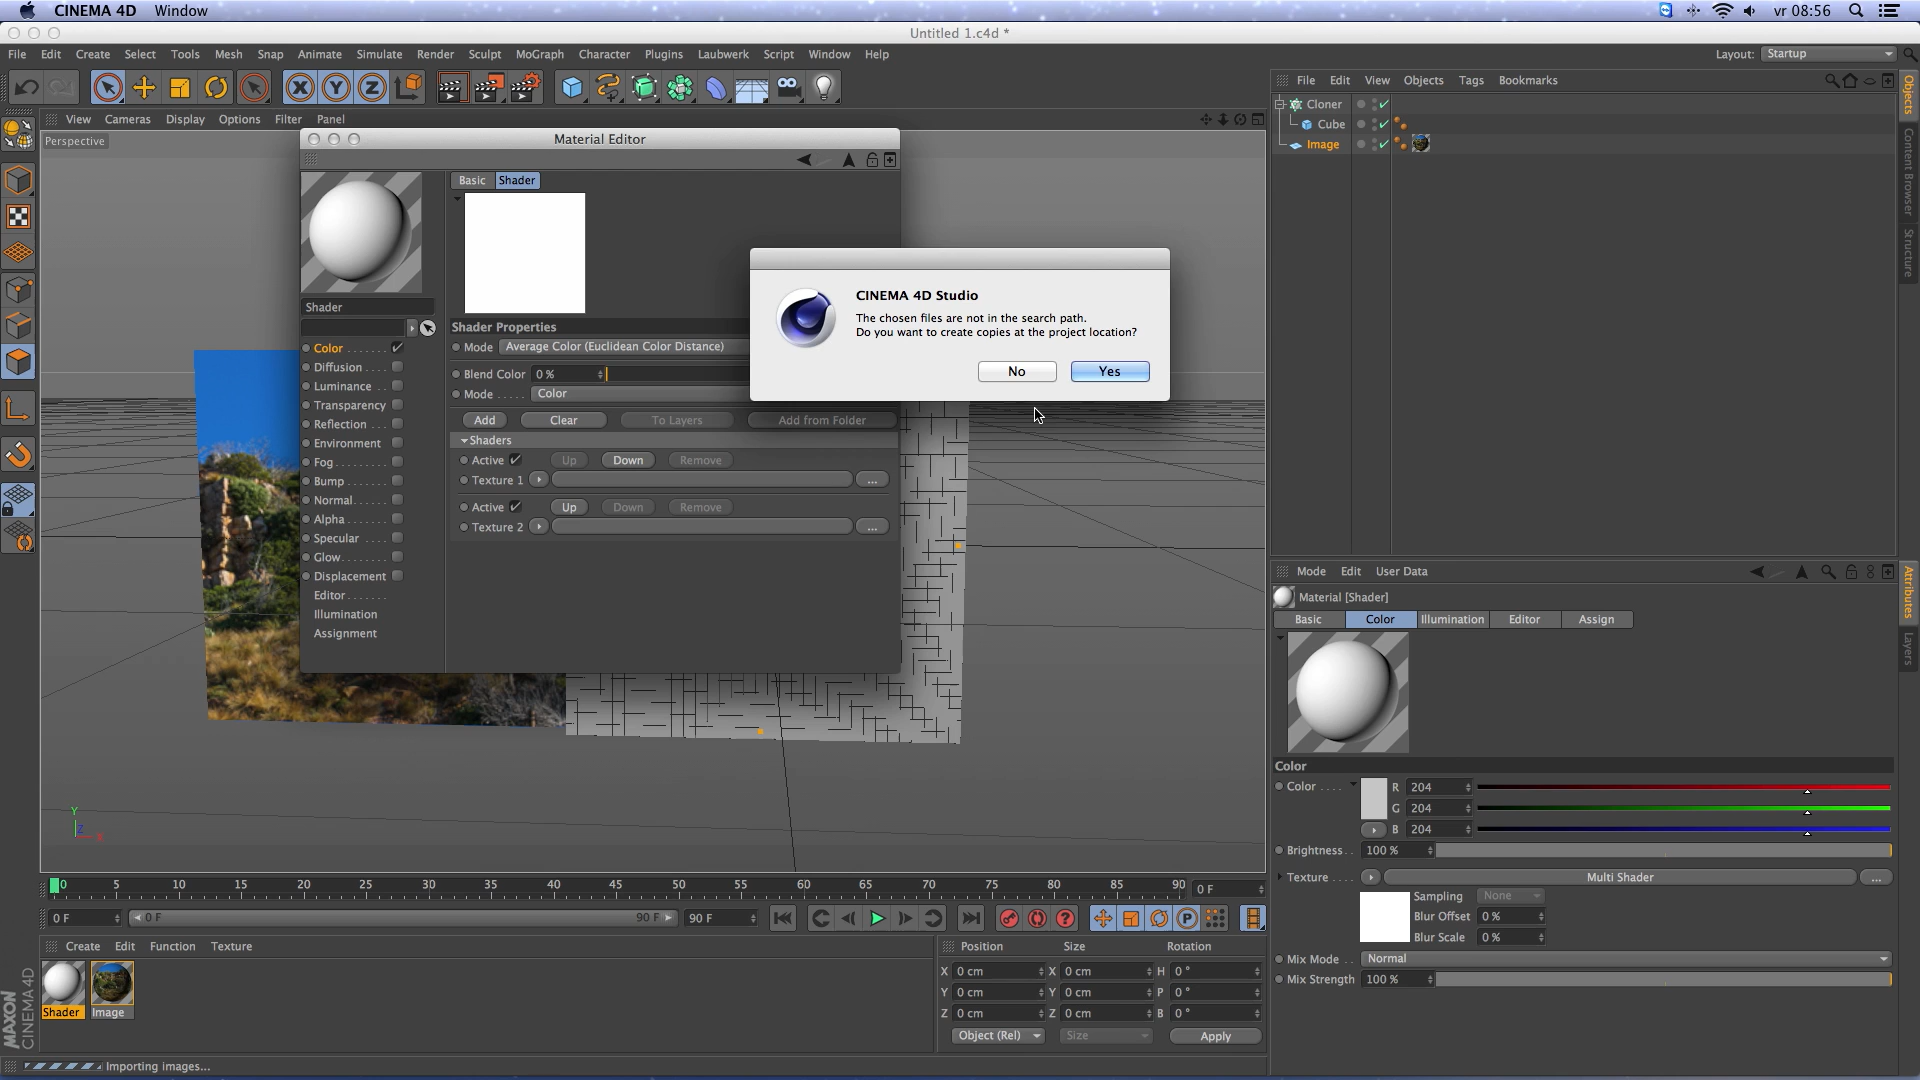 CINEMA 4D Window
vr 08:56
Untitled 1.c4d *
File Edit Create Select Tools Mesh Snap Animate Simulate Render Sculpt MoGraph Character Plugins Laubwerk Script Window Help
Layout: Startup
File Edit View Objects Tags Bookmarks
Objects
Content Browser
Structure
Cloner
Cube
Image
View Cameras Display Options Filter Panel
Perspective
Material Editor
Basic Shader
Shader
Shader Properties
Mode Average Color (Euclidean Color Distance)
Blend Color 0 %
Mode ..... Color
Add Clear To Layers Add from Folder
Shaders
Active Up Down Remove
Texture 1 ...
Active Up Down Remove
Texture 2 ...
Color
Diffusion
Luminance
Transparency
Reflection
Environment
Fog
Bump
Normal
Alpha
Specular
Glow
Displacement
Editor
Illumination
Assignment
CINEMA 4D Studio
The chosen files are not in the search path.
Do you want to create copies at the project location?
No Yes
Mode Edit User Data
Attributes
Layers
Material [Shader]
Basic Color Illumination Editor Assign
Color
Color .... R 204
G 204
B 204
Brightness . . 100 %
Texture .... Multi Shader ...
Sampling None
Blur Offset 0 %
Blur Scale 0 %
Mix Mode . . Normal
Mix Strength 100 %
Y
Z
X
0 5 10 15 20 25 30 35 40 45 50 55 60 65 70 75 80 85 90 0 F
0 F 0 F 90 F 90 F
P
Create Edit Function Texture
Shader Image
Position Size Rotation
X 0 cm X 0 cm H 0 °
Y 0 cm Y 0 cm P 0 °
Z 0 cm Z 0 cm B 0 °
Object (Rel) Size Apply
MAXON
CINEMA 4D
Importing images...